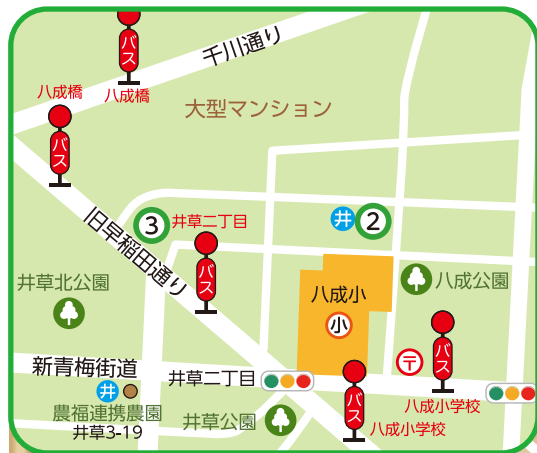 バス
千川通り
八成橋
八成橋
大型マンション
バス
旧早稲田通り
③
井草二丁目
井
②
バス
井草北公園
八成小
小
八成公園
新青梅街道
井草二丁目
〒
バス
井
農福連携農園
井草3-19
井草公園
バス
八成小学校
八成小学校